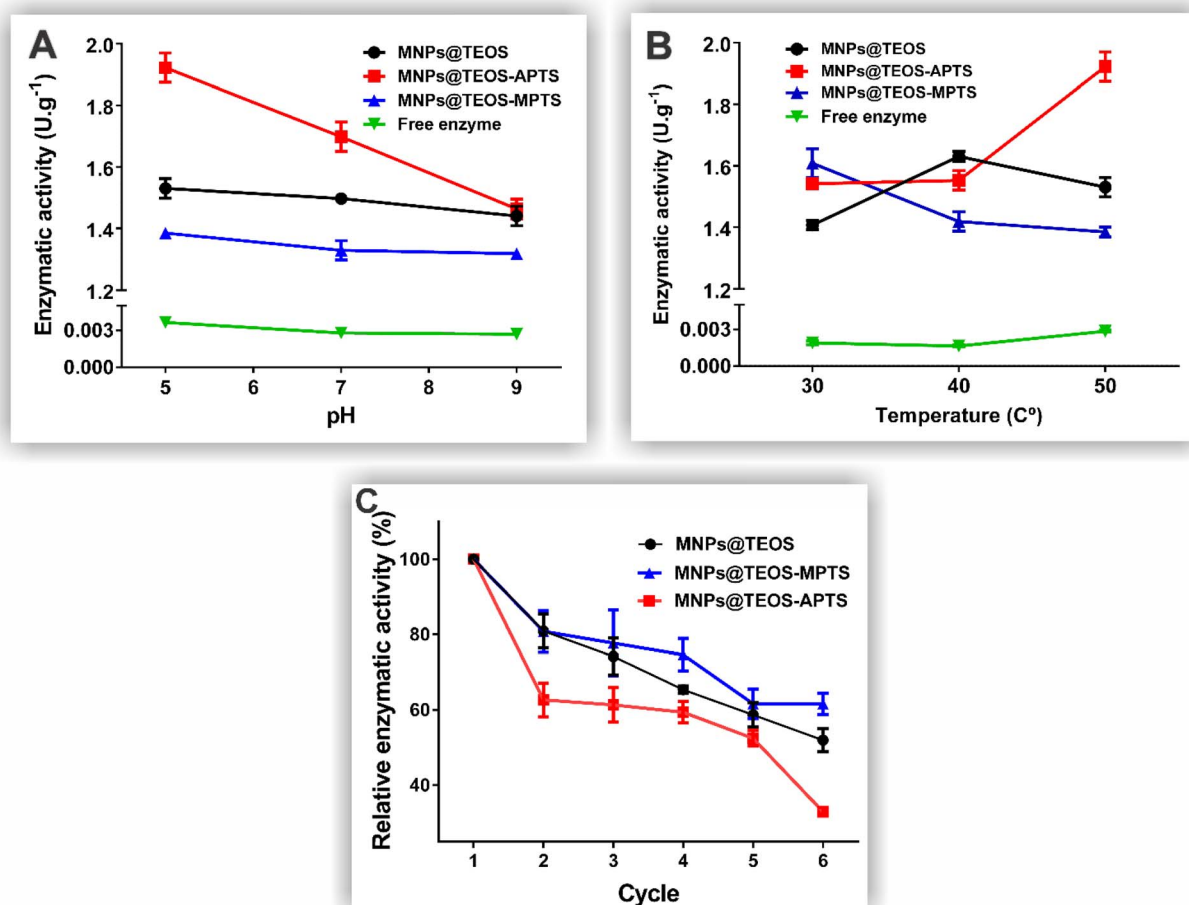 A
Enzymatic activity (U.g⁻¹)
2.0
1.8
1.6
1.4
1.2
0.003
0.000
5
6
7
8
9
pH
MNPs@TEOS
MNPs@TEOS-APTS
MNPs@TEOS-MPTS
Free enzyme
B
Enzymatic activity (U.g⁻¹)
2.0
1.8
1.6
1.4
1.2
0.003
0.000
30
40
50
Temperature (Cº)
MNPs@TEOS
MNPs@TEOS-APTS
MNPs@TEOS-MPTS
Free enzyme
C
Relative enzymatic activity (%)
100
80
60
40
1
2
3
4
5
6
Cycle
MNPs@TEOS
MNPs@TEOS-MPTS
MNPs@TEOS-APTS